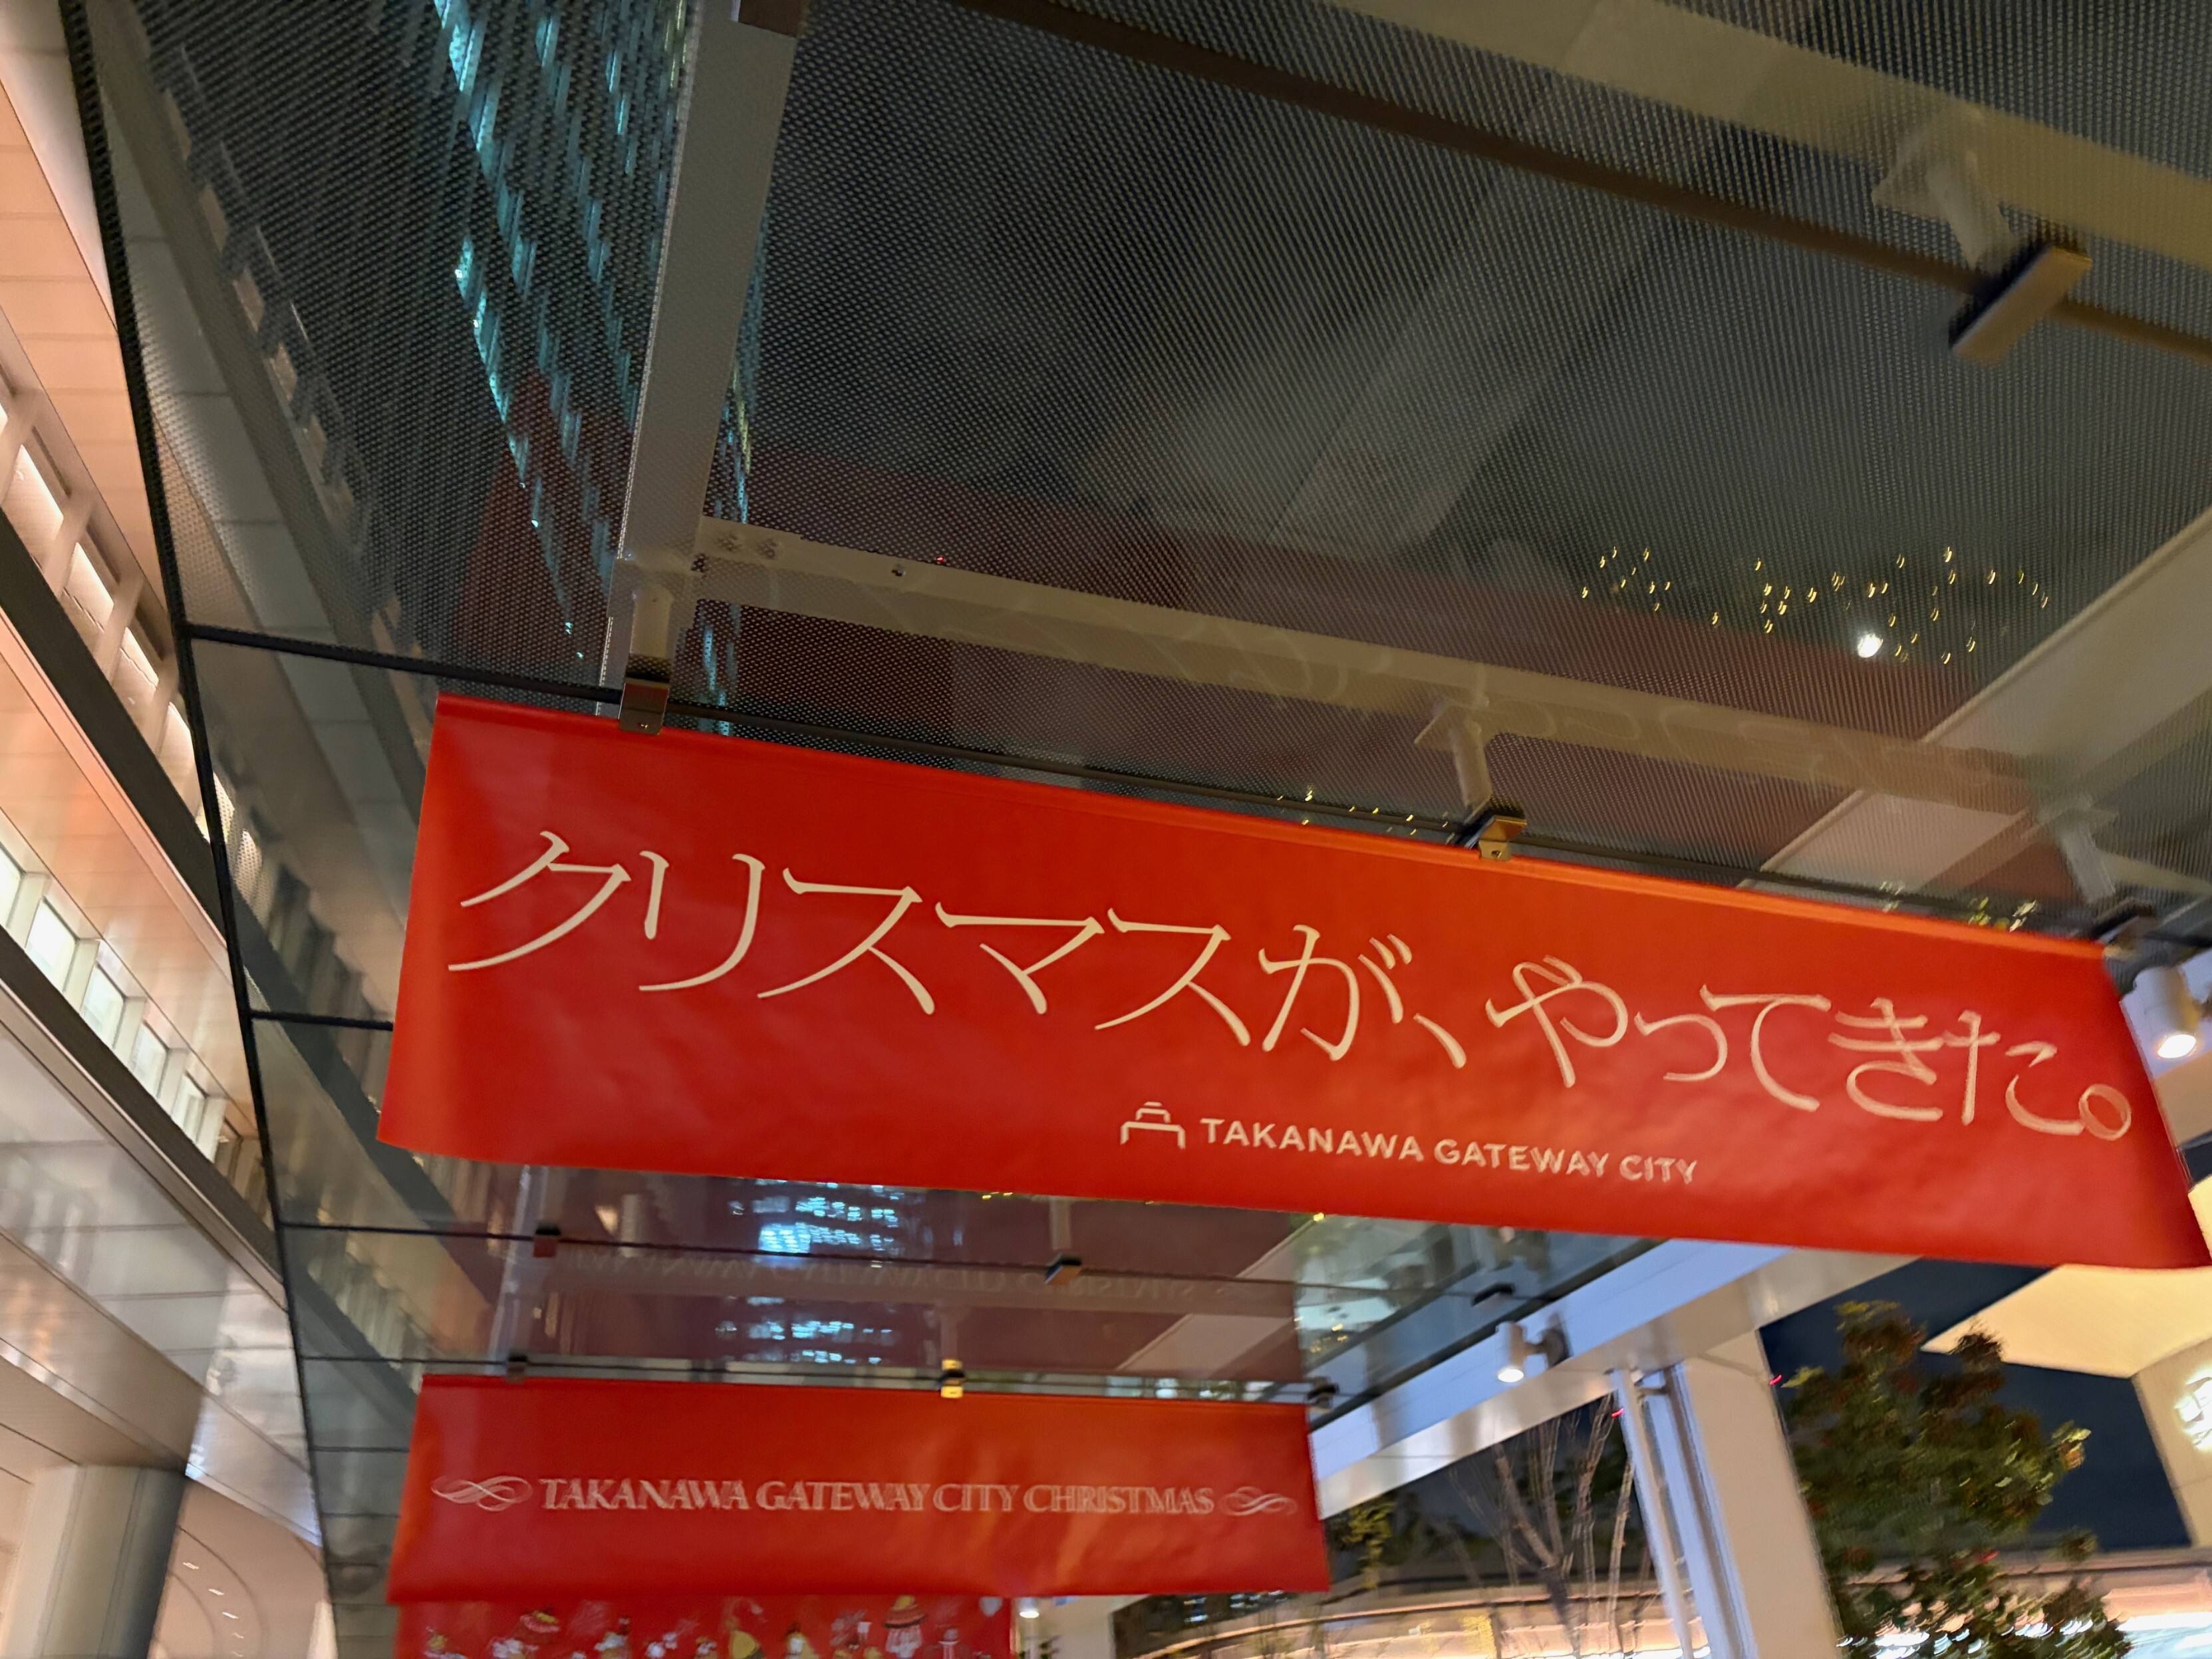 クリスマスが、やってきた。
TAKANAWA GATEWAY CITY
TAKANAWA GATEWAY CITY CHRISTMAS